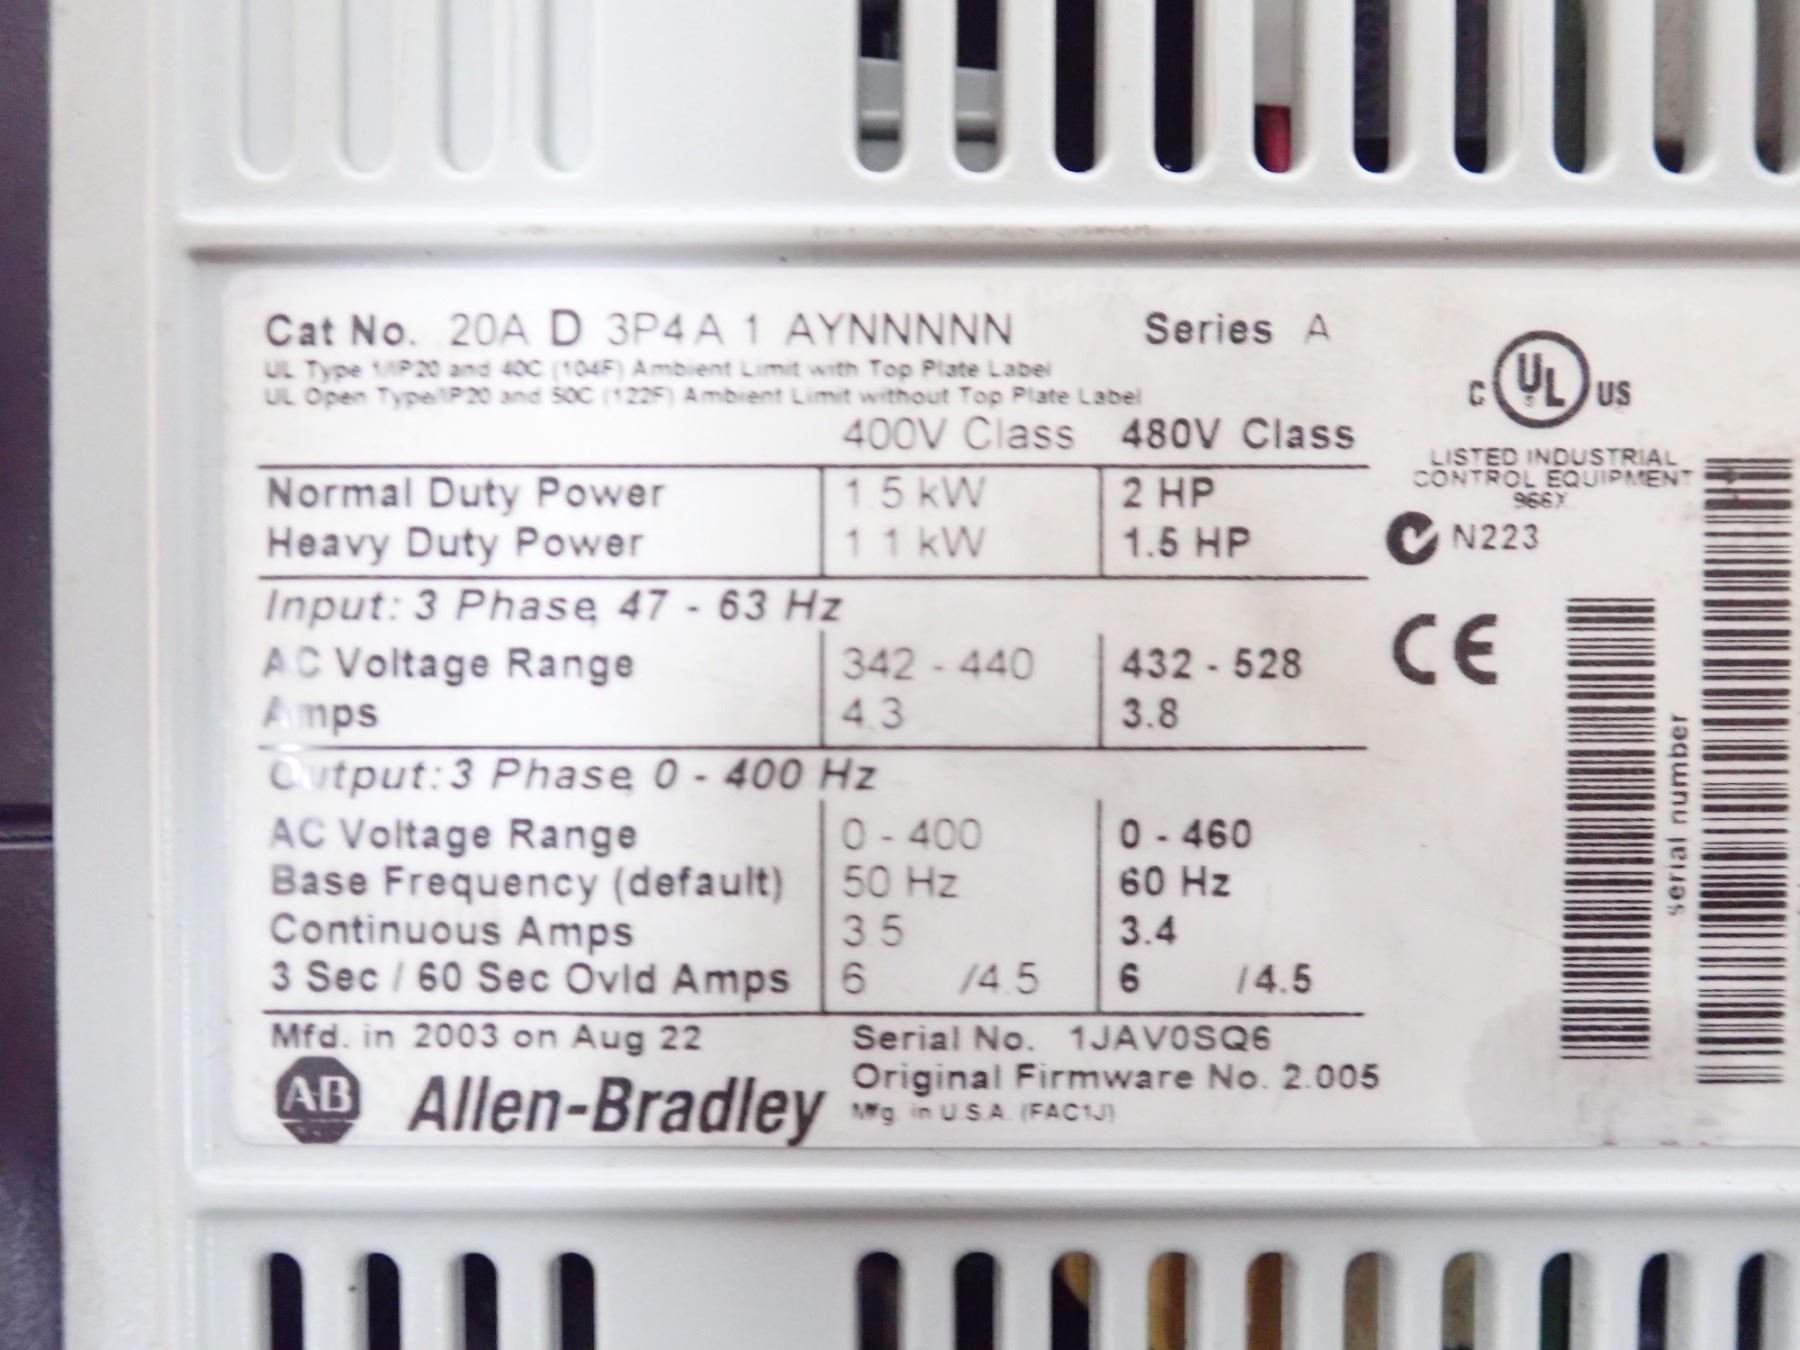 Cat No. 20A D 3P4 A 1 AYNNNNN Series A
UL Type 1/IP20 and 40C (104F) Ambient Limit with Top Plate Label
UL Open Type/IP20 and 50C (122F) Ambient Limit without Top Plate Label
400V Class 480V Class
Normal Duty Power 1.5 kW 2 HP
Heavy Duty Power 1.1 kW 1.5 HP
Input: 3 Phase, 47 - 63 Hz
AC Voltage Range 342 - 440 432 - 528
Amps 4.3 3.8
Output: 3 Phase, 0 - 400 Hz
AC Voltage Range 0 - 400 0 - 460
Base Frequency (default) 50 Hz 60 Hz
Continuous Amps 3.5 3.4
3 Sec / 60 Sec Ovld Amps 6 /4.5 6 /4.5
Mfd. in 2003 on Aug 22 Serial No. 1JAV0SQ6
Original Firmware No. 2.005
AB Allen-Bradley Mfg. in U.S.A. (FAC1J)
C UL US
LISTED INDUSTRIAL
CONTROL EQUIPMENT
966X
N223
CE
Serial number